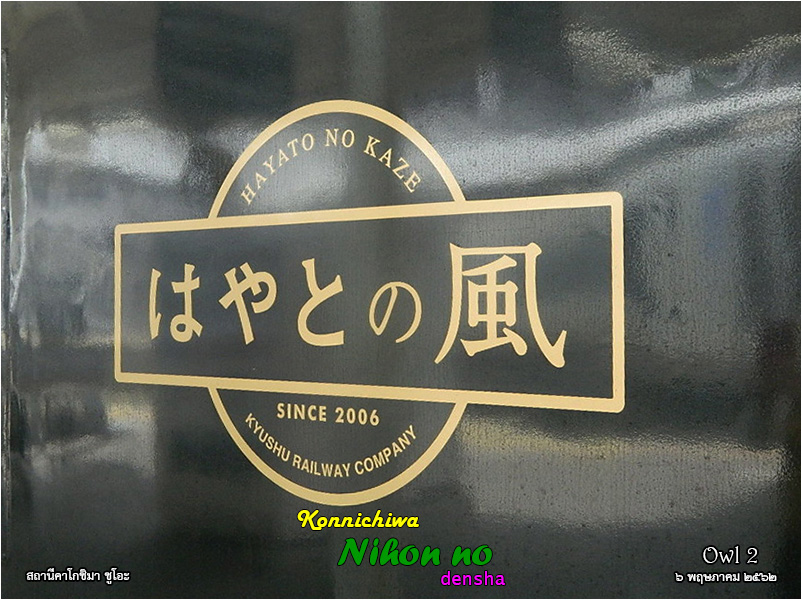 HAYATO NO KAZE
はやとの風
SINCE 2006
KYUSHU RAILWAY COMPANY
Konnichiwa
Nihon no
densha
Owl 2
สถานีคาโกชิมา ชูโอะ
๖ พฤษภาคม ๒๕๖๒